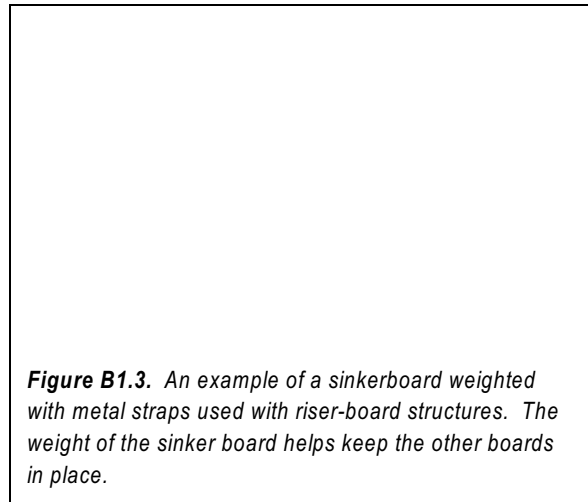 Figure B1.3. An example of a sinkerboard weighted
with metal straps used with riser-board structures. The
weight of the sinker board helps keep the other boards
in place.